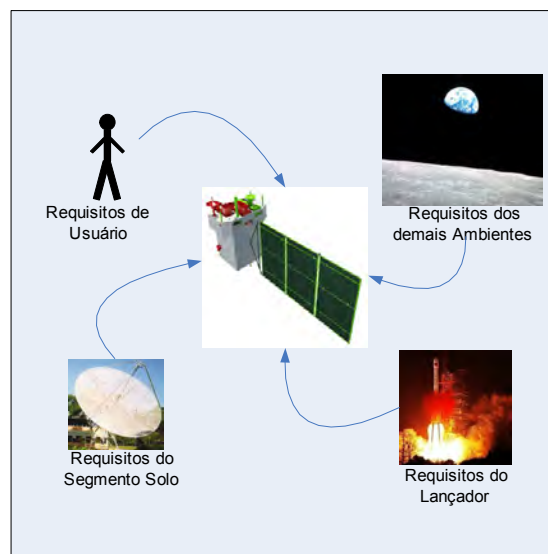 Requisitos de
Usuário
Requisitos dos
demais Ambientes
Requisitos do
Segmento Solo
Requisitos do
Lançador